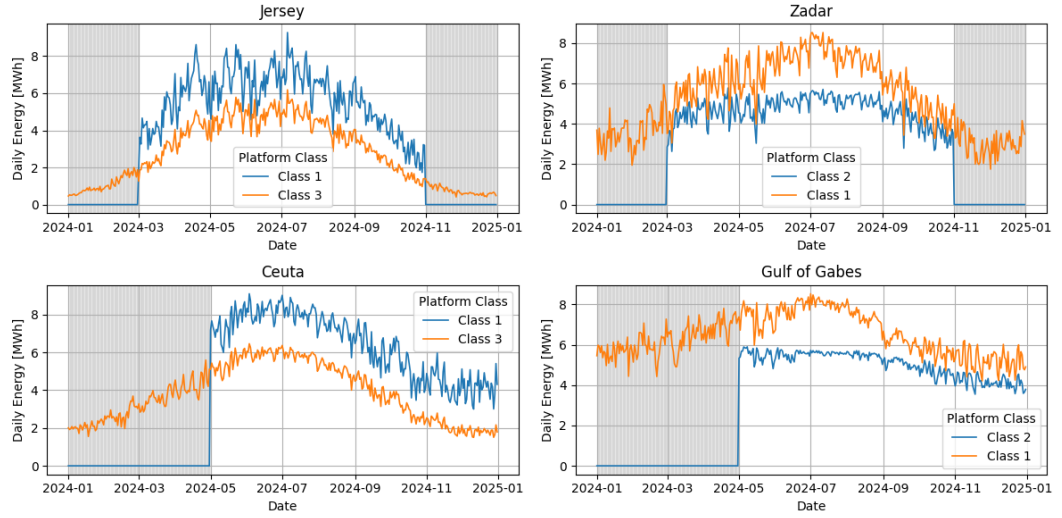 Jersey
Daily Energy [MWh]
8
6
4
2
0
Platform Class
Class 1
Class 3
2024-01 2024-03 2024-05 2024-07 2024-09 2024-11 2025-01
Date
Zadar
Daily Energy [MWh]
8
6
4
2
0
Platform Class
Class 2
Class 1
2024-01 2024-03 2024-05 2024-07 2024-09 2024-11 2025-01
Date
Ceuta
Daily Energy [MWh]
8
6
4
2
0
Platform Class
Class 1
Class 3
2024-01 2024-03 2024-05 2024-07 2024-09 2024-11 2025-01
Date
Gulf of Gabes
Daily Energy [MWh]
8
6
4
2
0
Platform Class
Class 2
Class 1
2024-01 2024-03 2024-05 2024-07 2024-09 2024-11 2025-01
Date